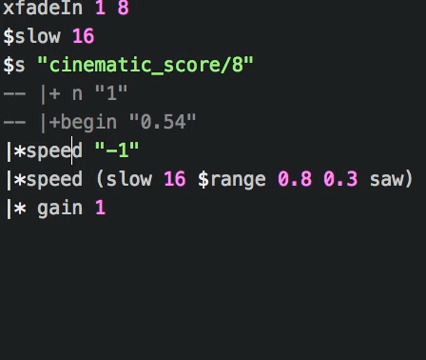 xfadeIn 1 8
$slow 16
$s "cinematic_score/8"
-- |+ n "1"
-- |+begin "0.54"
|*speed "-1"
|*speed (slow 16 $range 0.8 0.3 saw)
|* gain 1